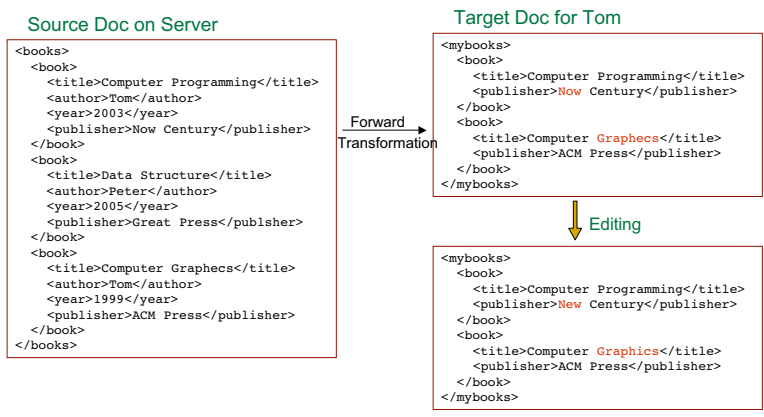 Source Doc on Server
<books>
  <book>
    <title>Computer Programming</title>
    <author>Tom</author>
    <year>2003</year>
    <publisher>Now Century</publisher>
  </book>
  <book>
    <title>Data Structure</title>
    <author>Peter</author>
    <year>2005</year>
    <publisher>Great Press</publsher>
  </book>
  <book>
    <title>Computer Graphecs</title>
    <author>Tom</author>
    <year>1999</year>
    <publisher>ACM Press</publisher>
  </book>
</books>
Forward
Transformation
Target Doc for Tom
<mybooks>
  <book>
    <title>Computer Programming</title>
    <publisher>Now Century</publisher>
  </book>
  <book>
    <title>Computer Graphecs</title>
    <publisher>ACM Press</publisher>
  </book>
</mybooks>
Editing
<mybooks>
  <book>
    <title>Computer Programming</title>
    <publisher>New Century</publisher>
  </book>
  <book>
    <title>Computer Graphics</title>
    <publisher>ACM Press</publisher>
  </book>
</mybooks>